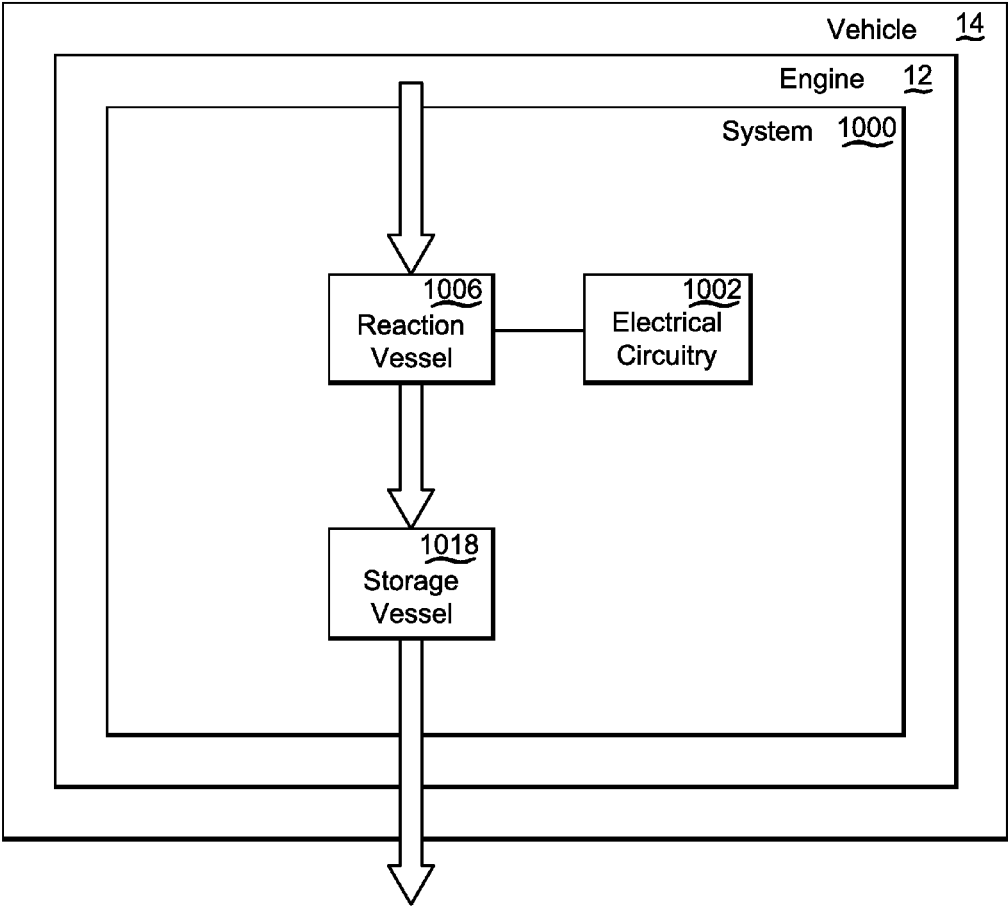 Vehicle 14
Engine 12
System 1000
1006
Reaction
Vessel
1002
Electrical
Circuitry
1018
Storage
Vessel